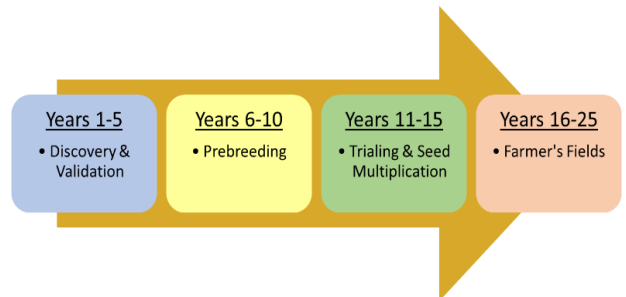 Years 1-5
• Discovery &
Validation
Years 6-10
• Prebreeding
Years 11-15
• Trialing & Seed
Multiplication
Years 16-25
• Farmer's Fields